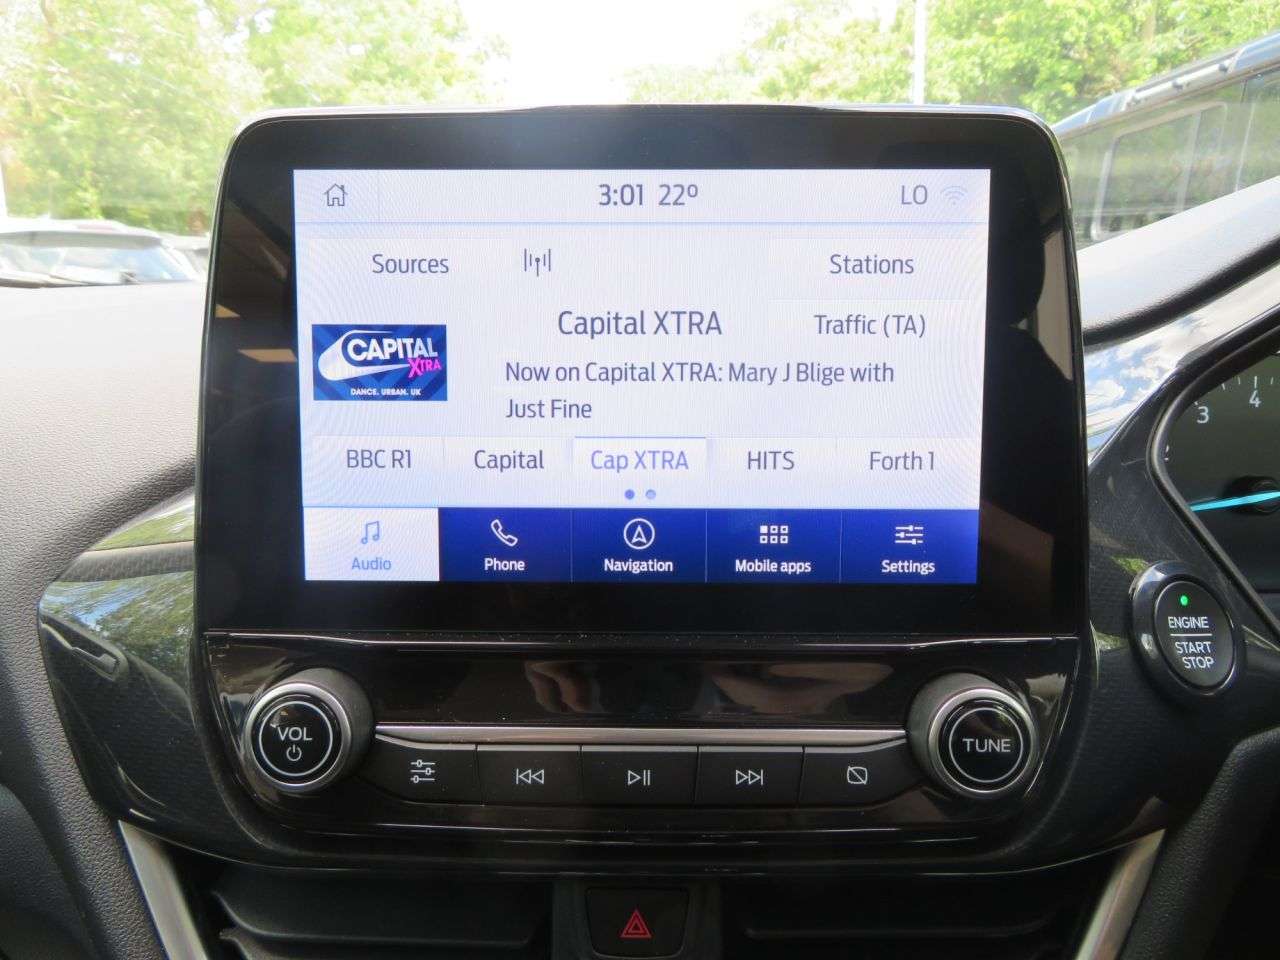 3:01 22º LO
Sources Stations
Capital XTRA Traffic (TA)
CAPITAL
XTRA
DANCE. URBAN. UK
Now on Capital XTRA: Mary J Blige with
Just Fine
BBC R1 Capital Cap XTRA HITS Forth 1
Audio Phone Navigation Mobile apps Settings
3 4
ENGINE
START
STOP
VOL
TUNE